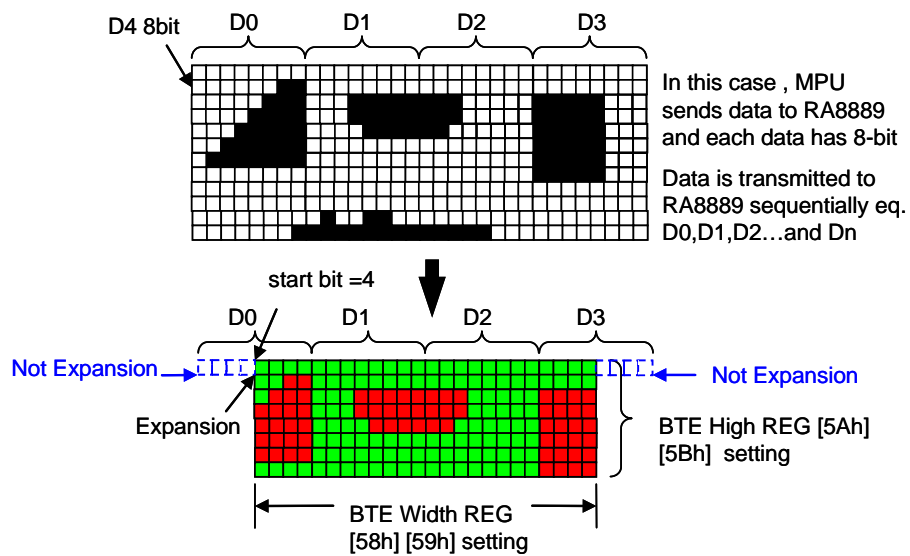 D4 8bit
D0
D1
D2
D3
In this case , MPU
sends data to RA8889
and each data has 8-bit
Data is transmitted to
RA8889 sequentially eq.
D0,D1,D2...and Dn
start bit =4
D0
D1
D2
D3
Not Expansion
Not Expansion
Expansion
BTE High REG [5Ah]
[5Bh] setting
BTE Width REG
[58h] [59h] setting